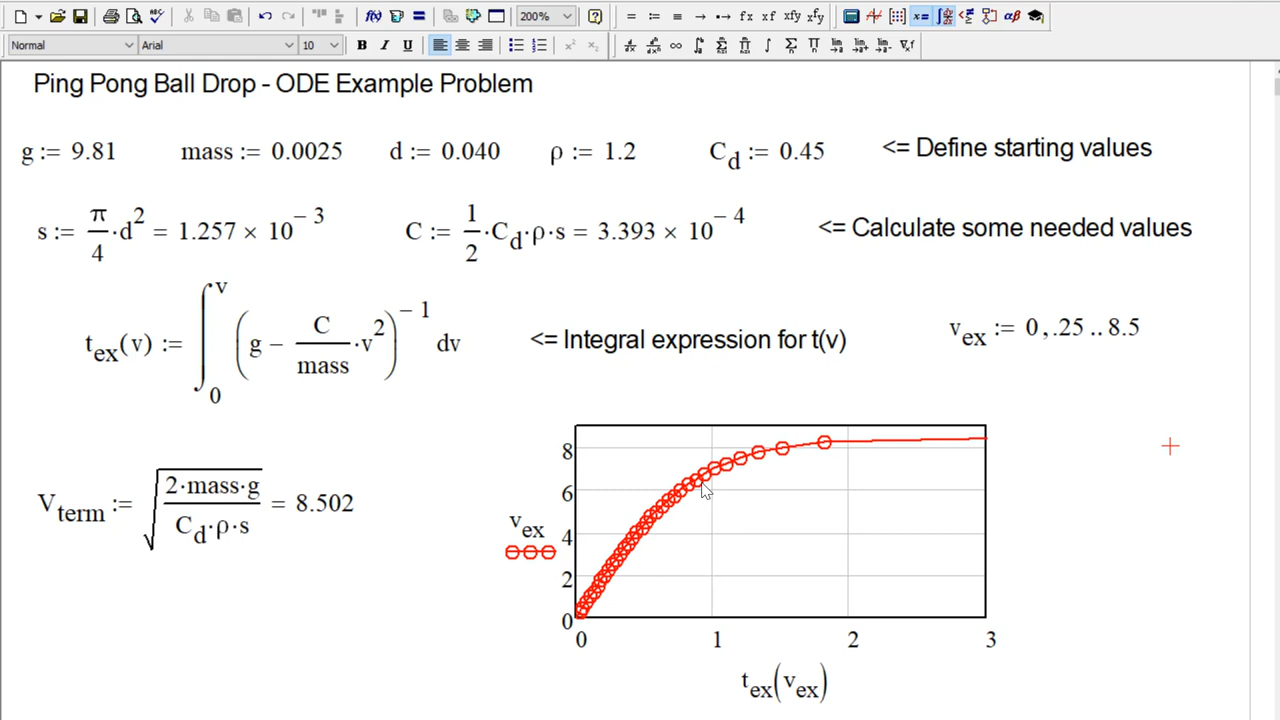 200%
Normal Arial 10
Ping Pong Ball Drop - ODE Example Problem
g := 9.81 mass := 0.0025 d := 0.040 ρ := 1.2 C_d := 0.45 <= Define starting values
s := π/4·d^2 = 1.257 × 10^-3 C := 1/2·C_d·ρ·s = 3.393 × 10^-4 <= Calculate some needed values
t_ex(v) := ∫_0^v (g - C/mass·v^2)^-1 dv <= Integral expression for t(v) v_ex := 0,.25..8.5
V_term := √(2·mass·g/C_d·ρ·s) = 8.502
8
6
v_ex
4
2
0
0 1 2 3
t_ex(v_ex)